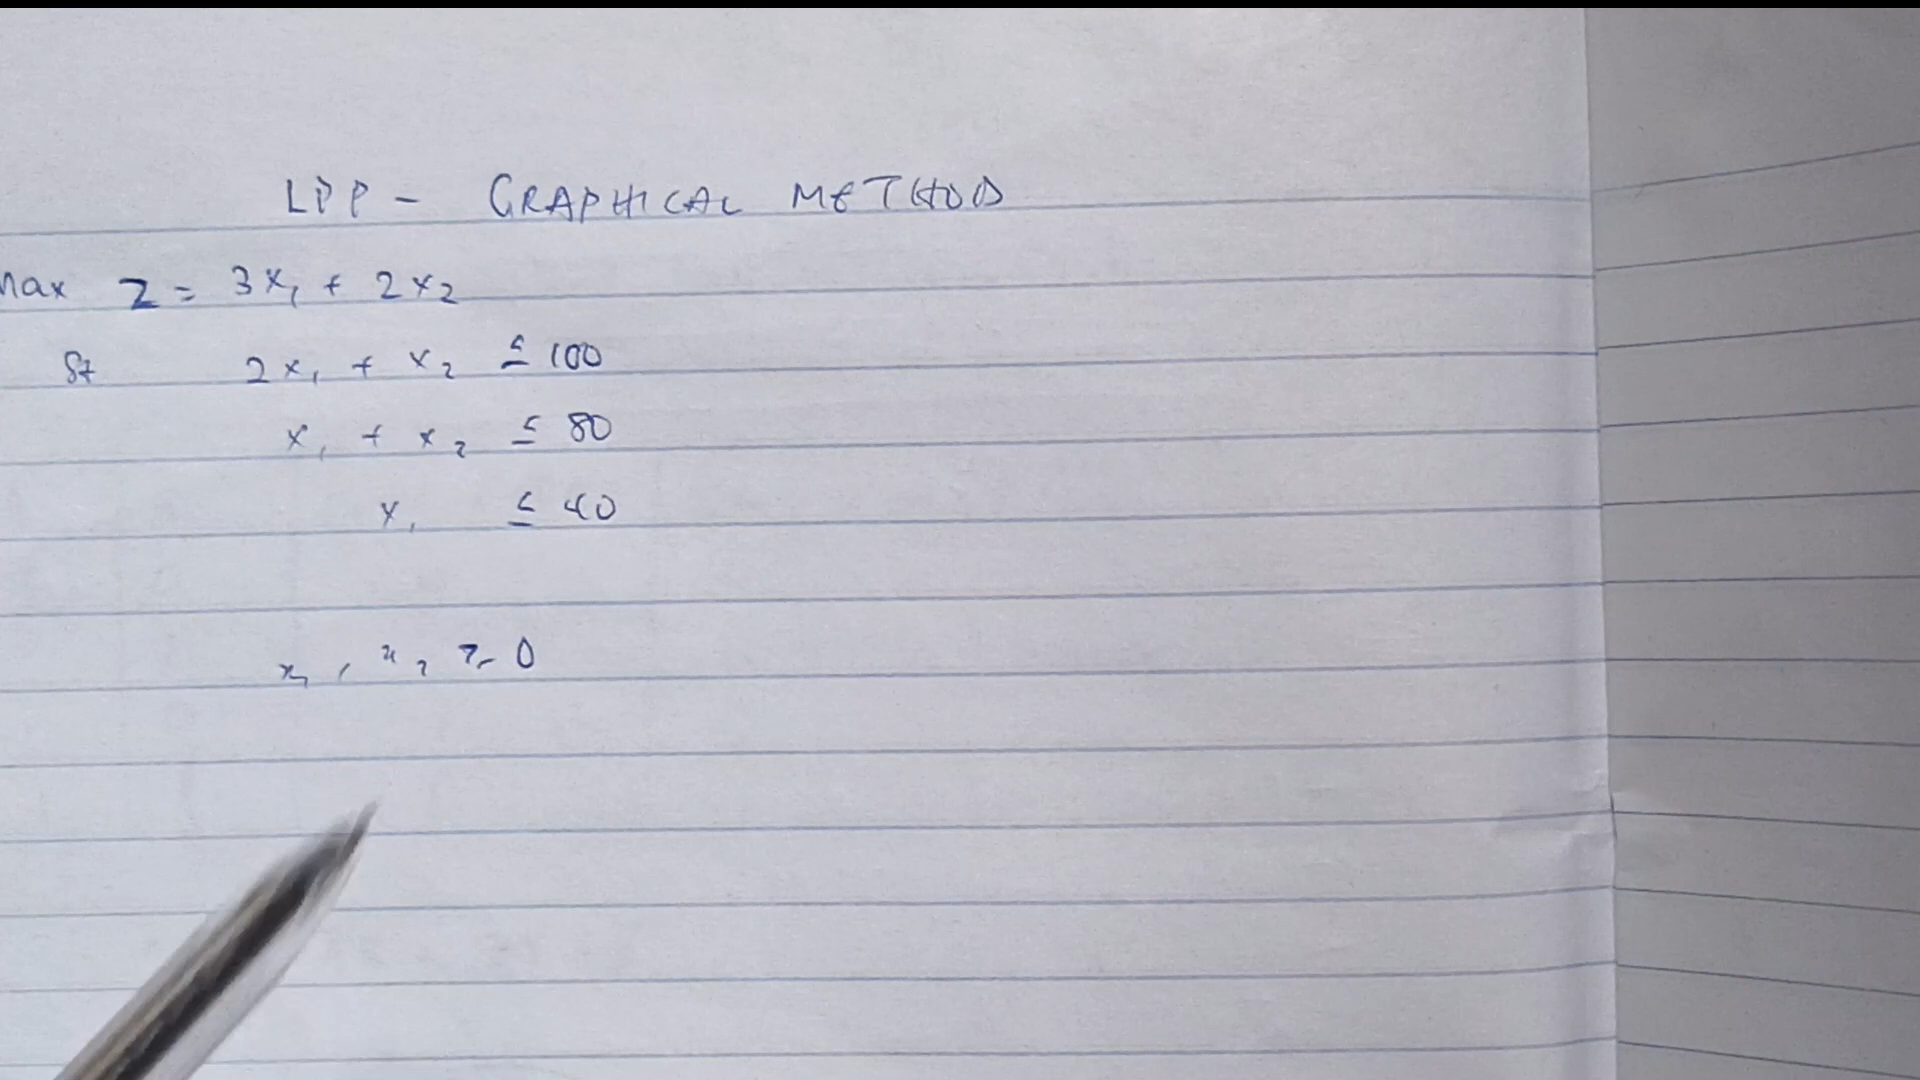 LPP - GRAPHICAL METHOD
Max Z = 3x₁ + 2x₂
St 2x₁ + x₂ ≤ 100
x₁ + x₂ ≤ 80
x₁ ≤ 40
x₁, x₂ ≥ 0